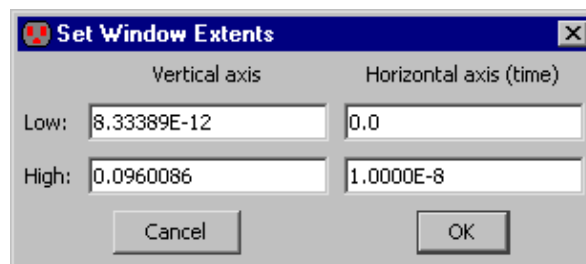 Set Window Extents
Vertical axis Horizontal axis (time)
Low: 8.33389E-12 0.0
High: 0.0960086 1.0000E-8
Cancel OK